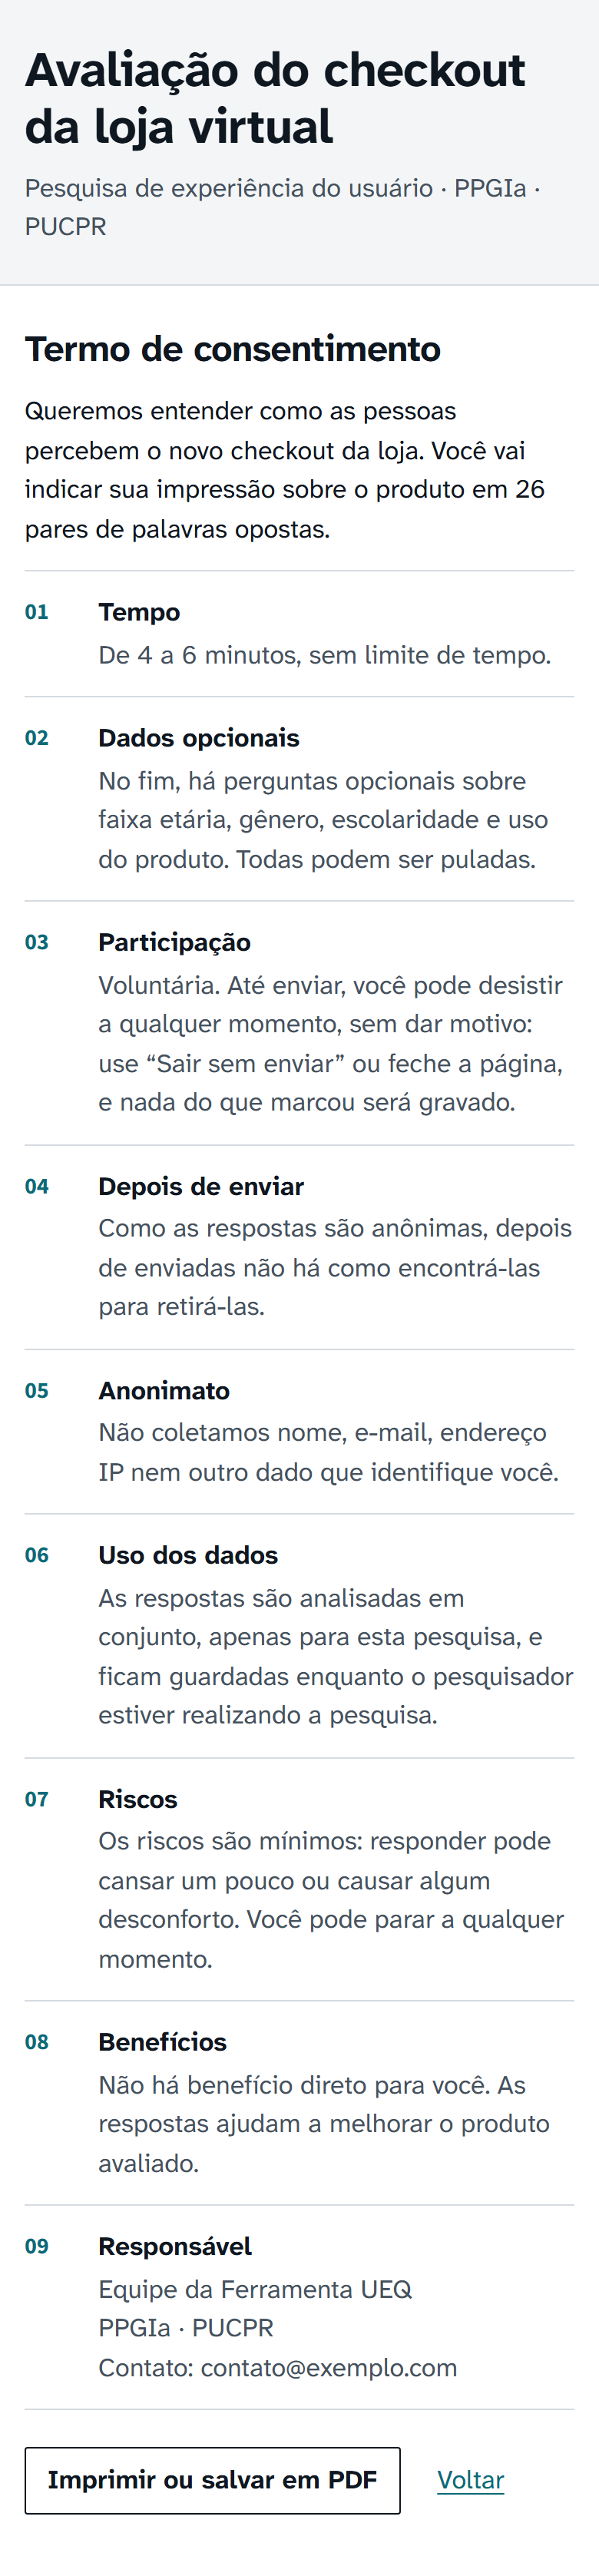 Avaliação do checkout
da loja virtual
Pesquisa de experiência do usuário · PPGIa ·
PUCPR
Termo de consentimento
Queremos entender como as pessoas
percebem o novo checkout da loja. Você vai
indicar sua impressão sobre o produto em 26
pares de palavras opostas.
01 Tempo
De 4 a 6 minutos, sem limite de tempo.
02 Dados opcionais
No fim, há perguntas opcionais sobre
faixa etária, gênero, escolaridade e uso
do produto. Todas podem ser puladas.
03 Participação
Voluntária. Até enviar, você pode desistir
a qualquer momento, sem dar motivo:
use “Sair sem enviar” ou feche a página,
e nada do que marcou será gravado.
04 Depois de enviar
Como as respostas são anônimas, depois
de enviadas não há como encontrá-las
para retirá-las.
05 Anonimato
Não coletamos nome, e-mail, endereço
IP nem outro dado que identifique você.
06 Uso dos dados
As respostas são analisadas em
conjunto, apenas para esta pesquisa, e
ficam guardadas enquanto o pesquisador
estiver realizando a pesquisa.
07 Riscos
Os riscos são mínimos: responder pode
cansar um pouco ou causar algum
desconforto. Você pode parar a qualquer
momento.
08 Benefícios
Não há benefício direto para você. As
respostas ajudam a melhorar o produto
avaliado.
09 Responsável
Equipe da Ferramenta UEQ
PPGIa · PUCPR
Contato: contato@exemplo.com
Imprimir ou salvar em PDF Voltar